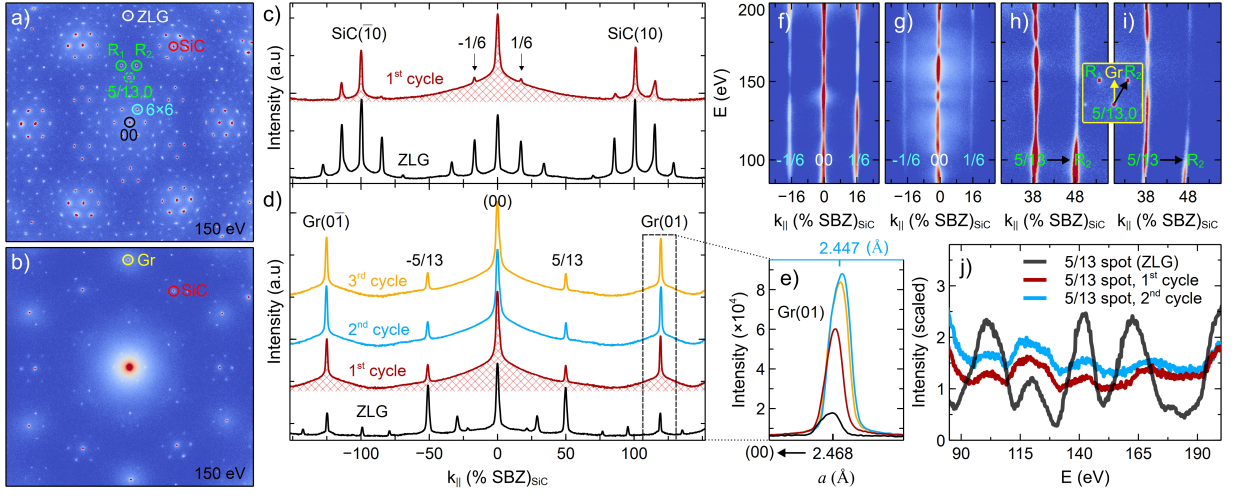 a)
ZLG
SiC
R1 R2
5/13,0
6×6
00
150 eV
b)
Gr
SiC
150 eV
c)
Intensity (a.u)
SiC(1̅0)
-1/6
1/6
SiC(10)
1st cycle
ZLG
d)
Intensity (a.u)
(00)
Gr(01̅)
Gr(01)
-5/13
5/13
3rd cycle
2nd cycle
1st cycle
ZLG
−100
−50
0
50
100
k|| (% SBZ)SiC
e)
2.447 (Å)
Gr(01)
Intensity (×10⁴)
8
6
4
2
(00)
2.468
a (Å)
f)
E (eV)
200
150
100
-1/6 00 1/6
−16 0 16
k|| (% SBZ)SiC
g)
-1/6 00 1/6
−16 0 16
k|| (% SBZ)SiC
h)
5/13 R2
38 48
k|| (% SBZ)SiC
i)
R1 Gr R2
5/13,0
5/13 R2
38 48
k|| (% SBZ)SiC
j)
5/13 spot (ZLG)
5/13 spot, 1st cycle
5/13 spot, 2nd cycle
Intensity (scaled)
4
3
2
1
0
90 115 145 170 195
E (eV)